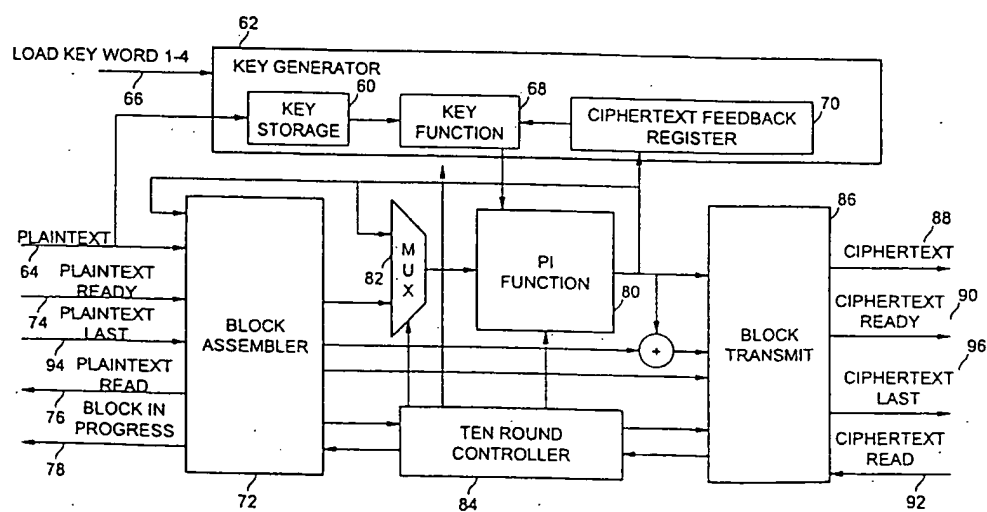 62
LOAD KEY WORD 1-4
66
KEY GENERATOR
60
KEY
STORAGE
68
KEY
FUNCTION
70
CIPHERTEXT FEEDBACK
REGISTER
PLAINTEXT
64
PLAINTEXT
READY
74
PLAINTEXT
LAST
94
PLAINTEXT
READ
76
BLOCK IN
PROGRESS
78
BLOCK
ASSEMBLER
72
MUX
82
PI
FUNCTION
80
+
TEN ROUND
CONTROLLER
84
86
BLOCK
TRANSMIT
88
CIPHERTEXT
90
CIPHERTEXT
READY
96
CIPHERTEXT
LAST
CIPHERTEXT
READ
92